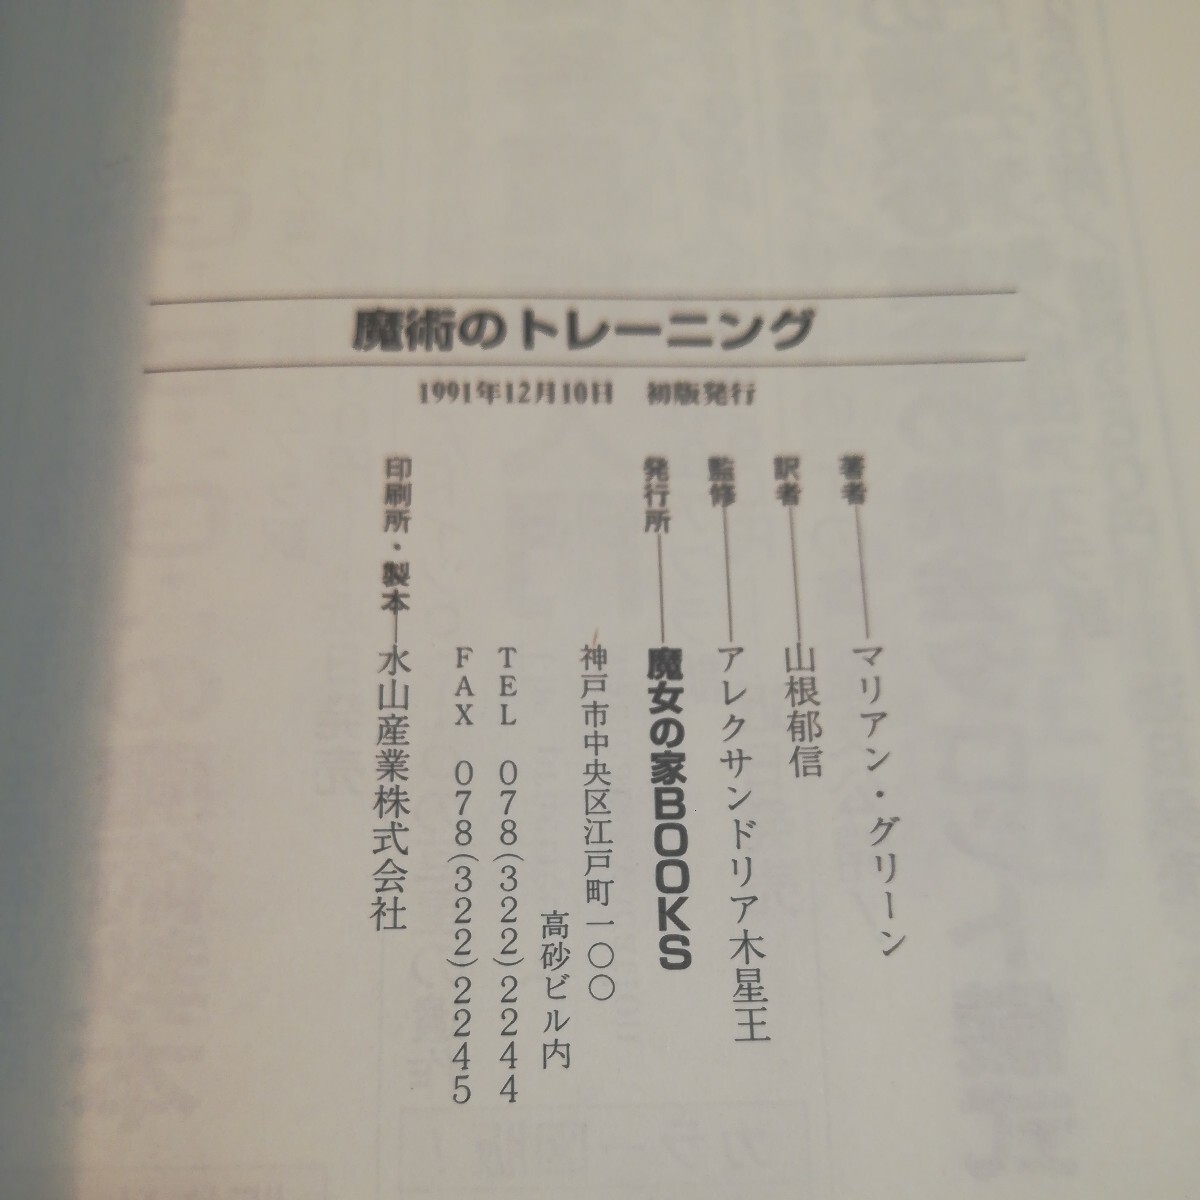 魔術のトレーニング
1991年12月10日　初版発行
著者――マリアン・グリーン
訳者――山根郁信
監修――アレクサンドリア木星王
発行所――魔女の家BOOKS
神戸市中央区江戸町一〇〇
高砂ビル内
TEL 078(322)2244
FAX 078(322)2245
印刷所・製本――水山産業株式会社